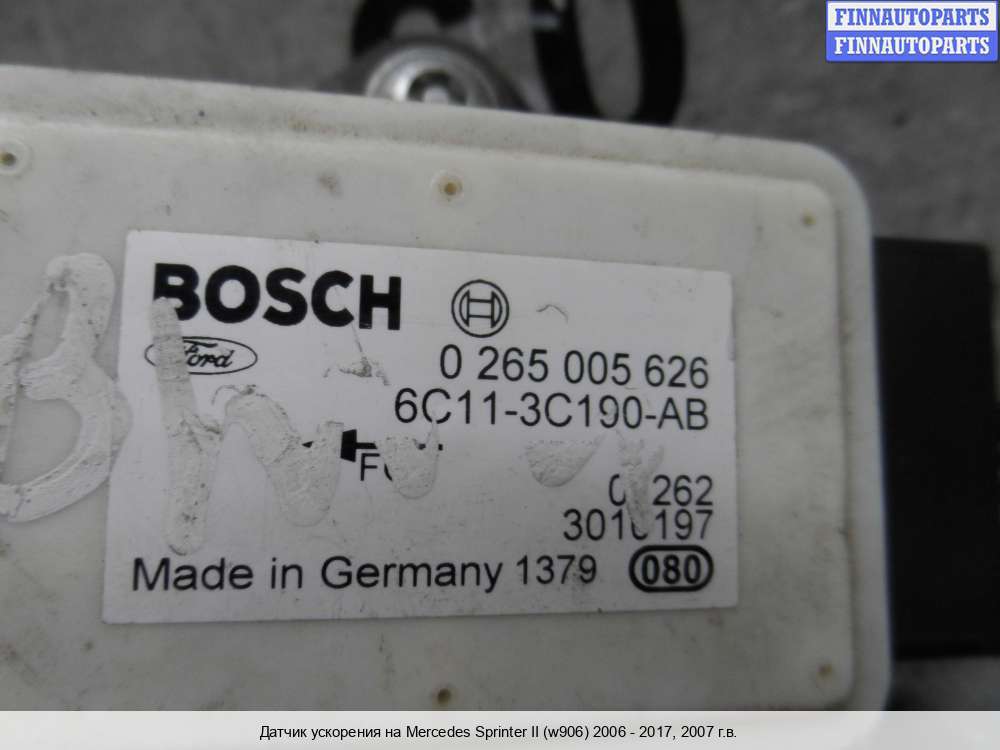 FINNAUTOPARTS
FINNAUTOPARTS
BOSCH
Ford
0 265 005 626
6C11-3C190-AB
262
Made in Germany 1379 080
Датчик ускорения на Mercedes Sprinter II (w906) 2006 - 2017, 2007 г.в.